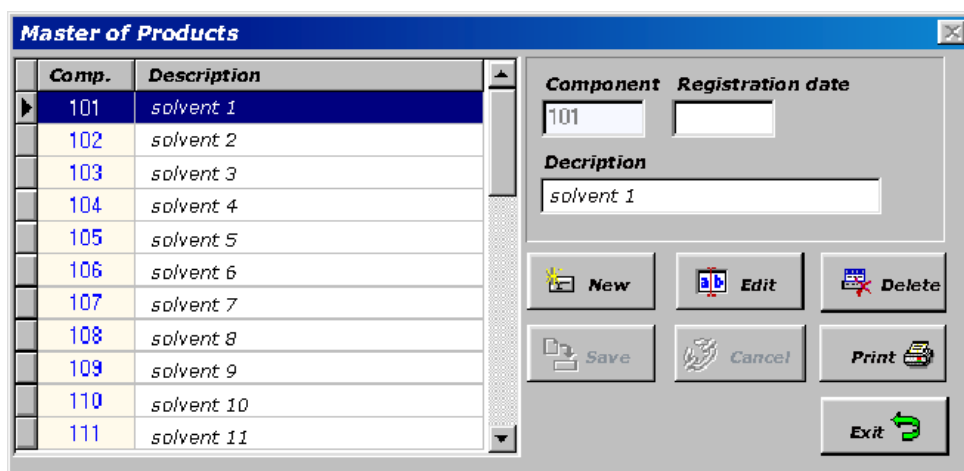 Master of Products
Comp. Description
101 solvent 1
102 solvent 2
103 solvent 3
104 solvent 4
105 solvent 5
106 solvent 6
107 solvent 7
108 solvent 8
109 solvent 9
110 solvent 10
111 solvent 11
Component Registration date
101
Decription
solvent 1
ab
New Edit Delete
Save Cancel Print
Exit